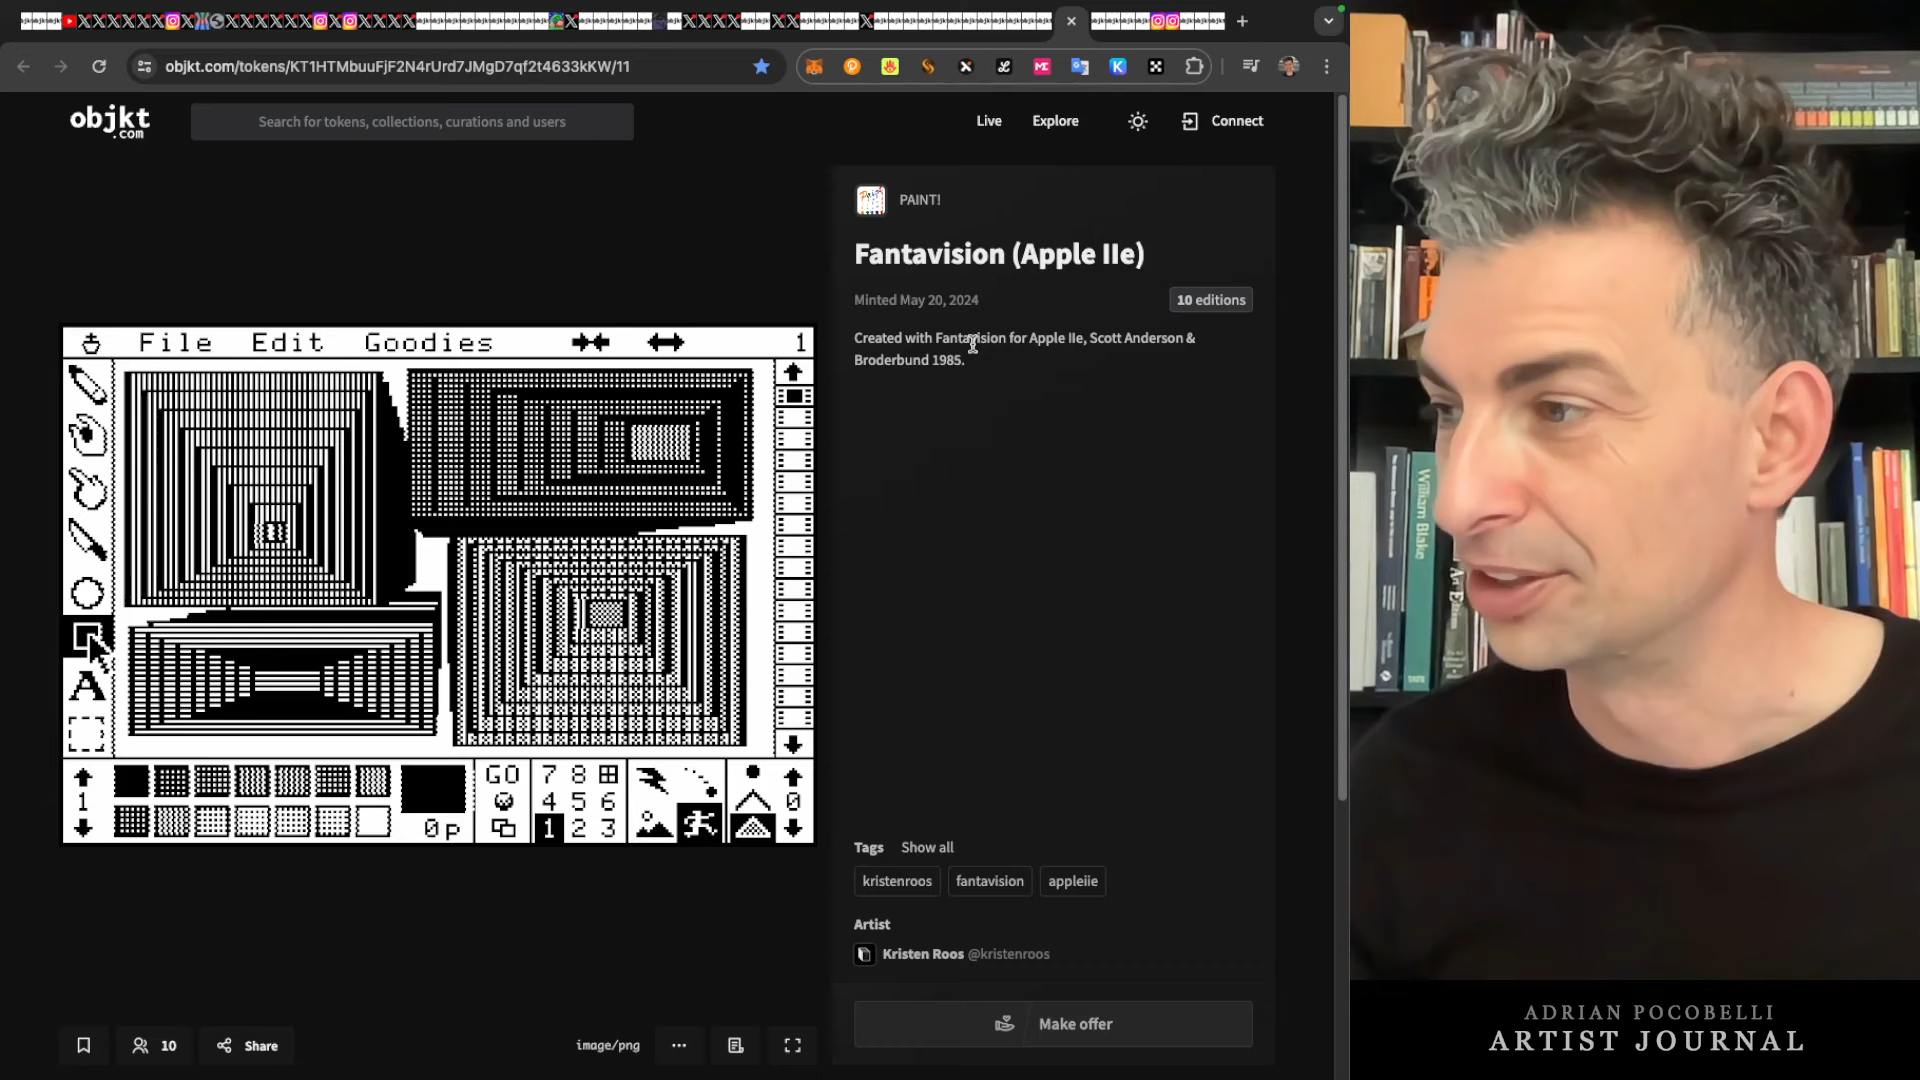 objkt.com/tokens/KT1HTMbuuFjF2N4rUrd7JMgD7qf2t4633kKW/11
objkt
.com
Search for tokens, collections, curations and users
Live
Explore
Connect
PAINT!
Fantavision (Apple IIe)
Minted May 20, 2024
10 editions
Created with Fantavision for Apple IIe, Scott Anderson &
Broderbund 1985.
File Edit Goodies 1
A
1
0p
GO
7 8
4 5 6
1 2 3
0
Tags
Show all
kristenroos
fantavision
appleiie
Artist
Kristen Roos @kristenroos
Make offer
10
Share
image/png
William Blake
ADRIAN POCOBELLI
ARTIST JOURNAL